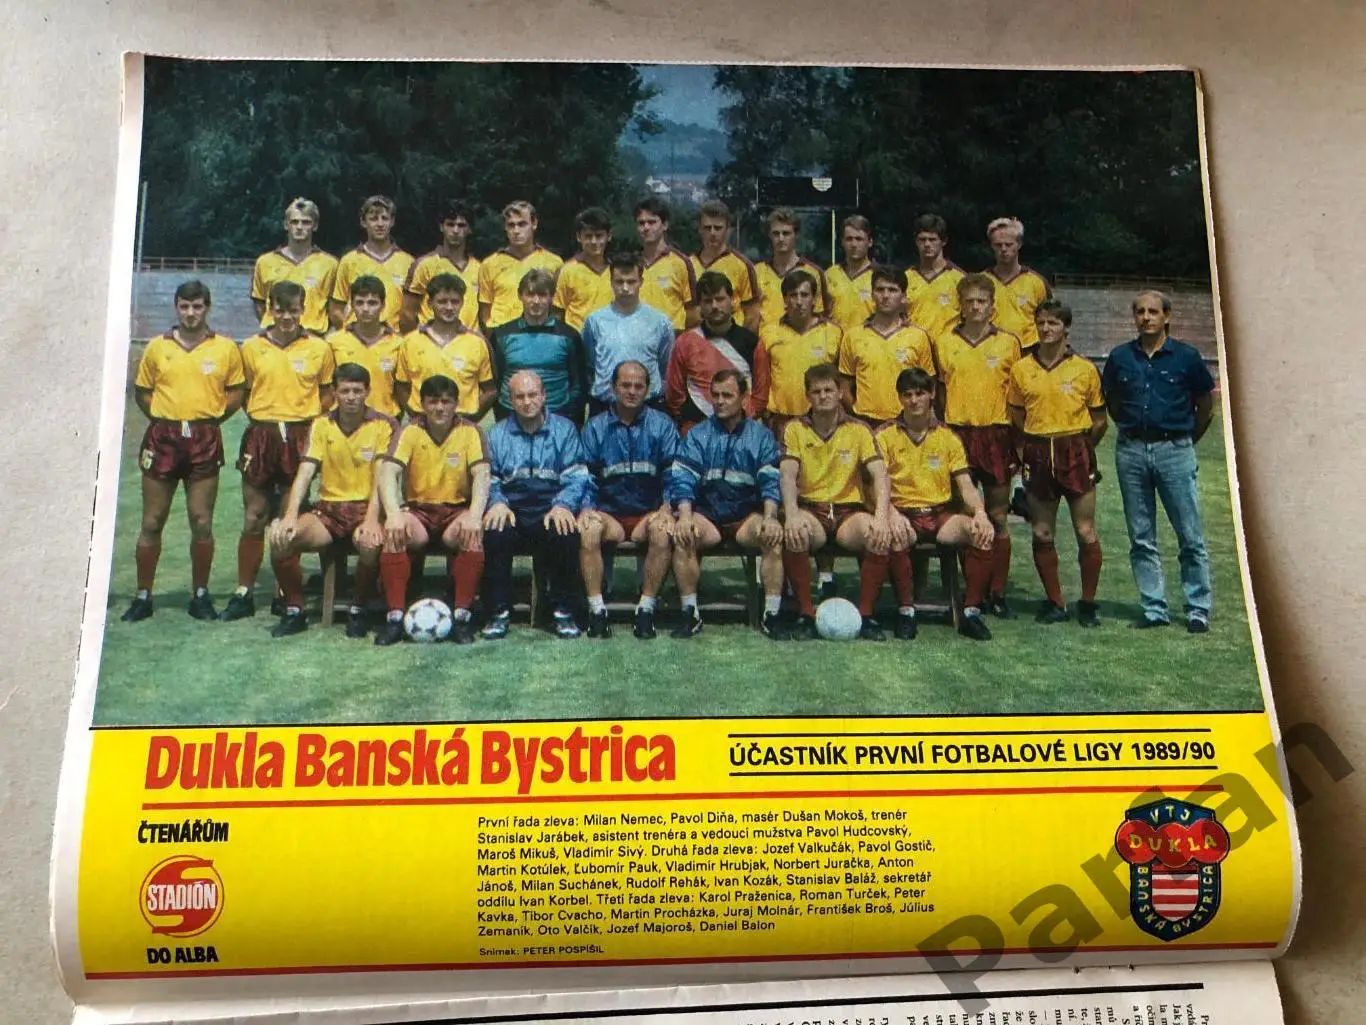 Dukla Banská Bystrica
ÚČASTNÍK PRVNÍ FOTBALOVÉ LIGY 1989/90
ČTENÁŘŮM
STADIÓN
S
DO ALBA
První řada zleva: Milan Nemec, Pavol Diňa, masér Dušan Mokoš, trenér
Stanislav Jarábek, asistent trenéra a vedoucí mužstva Pavol Hudcovský,
Maroš Mikuš, Vladimír Sivý. Druhá řada zleva: Jozef Valkučák, Pavol Gostič,
Martin Kotúlek, Ľubomír Pauk, Vladimír Hrubjak, Norbert Juračka, Anton
Jánoš, Milan Suchánek, Rudolf Rehák, Ivan Kozák, Stanislav Baláž, sekretář
oddílu Ivan Korbel. Třetí řada zleva: Karol Praženica, Roman Turček, Peter
Kavka, Tibor Cvacho, Martin Procházka, Juraj Molnár, František Broš, Július
Zemaník, Oto Valčík, Jozef Majoroš, Daniel Balon
Snímek: PETER POSPÍŠIL
VTJ
DUKLA
BANSKÁ BYSTRICA
Parfan